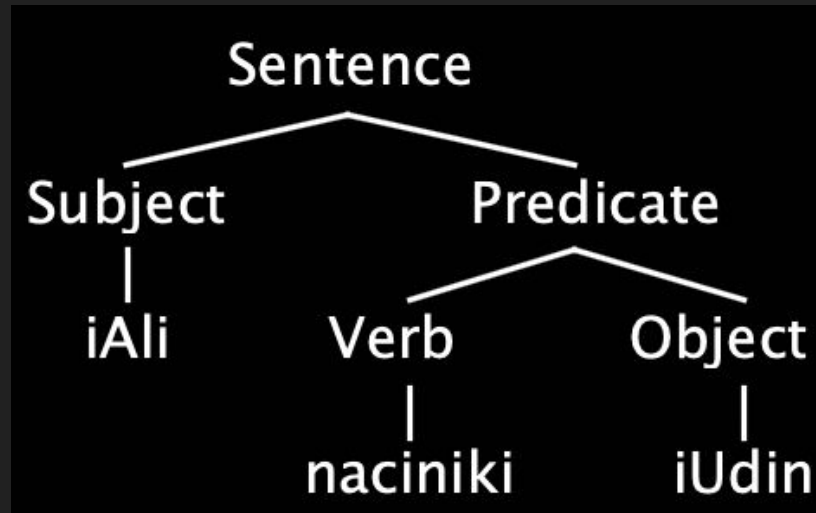 Sentence
Subject Predicate
iAli Verb Object
naciniki iUdin